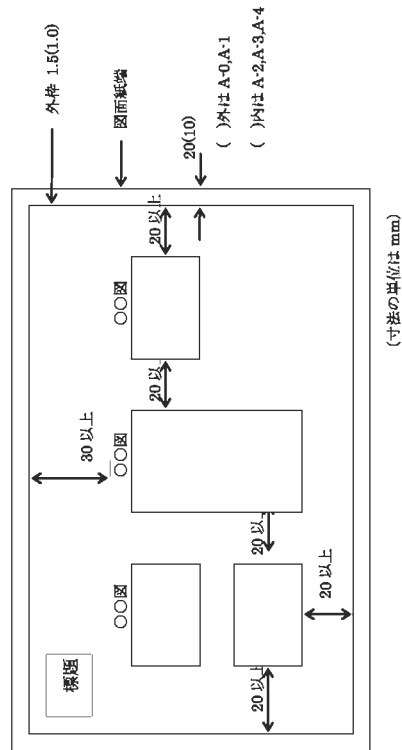 外枠 1.5(1.0)
図面紙端
20(10)
(　)外は A-0,A-1
(　)内は A-2,A-3,A-4
標題
30 以上
○○図
○○図
○○図
20 以上
20 以上
20 以上
20 以上
20 以上
(寸法の単位は mm)